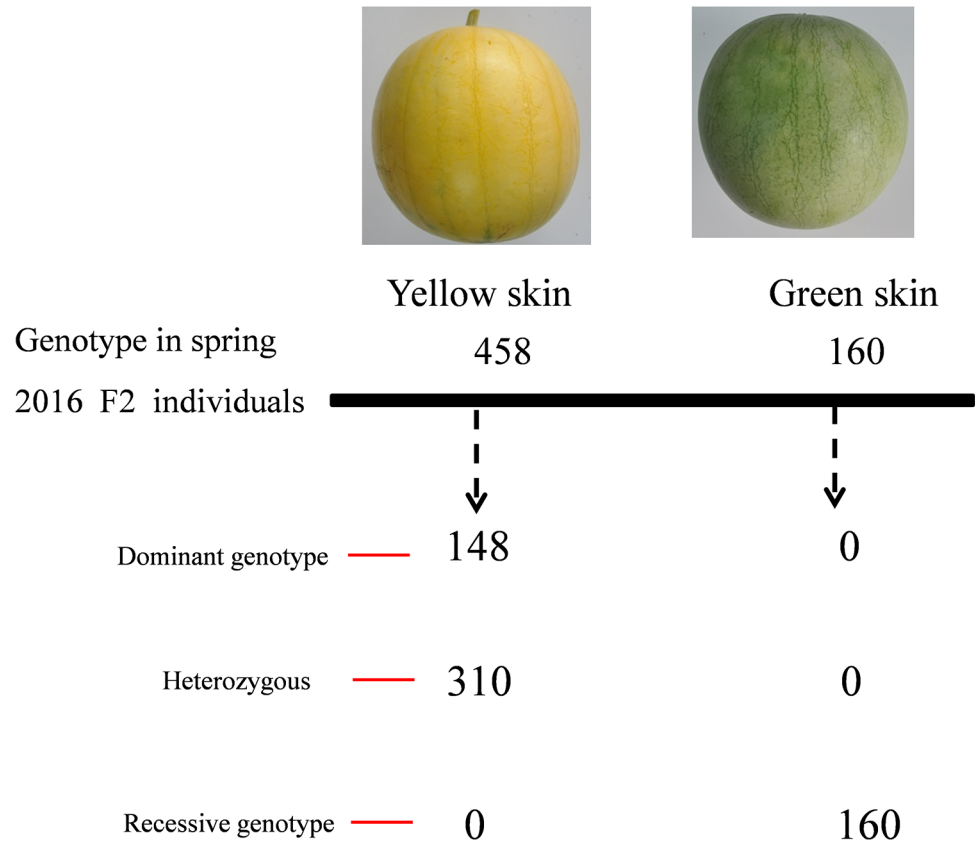 Yellow skin Green skin
Genotype in spring 458 160
2016 F2 individuals
Dominant genotype 148 0
Heterozygous 310 0
Recessive genotype 0 160